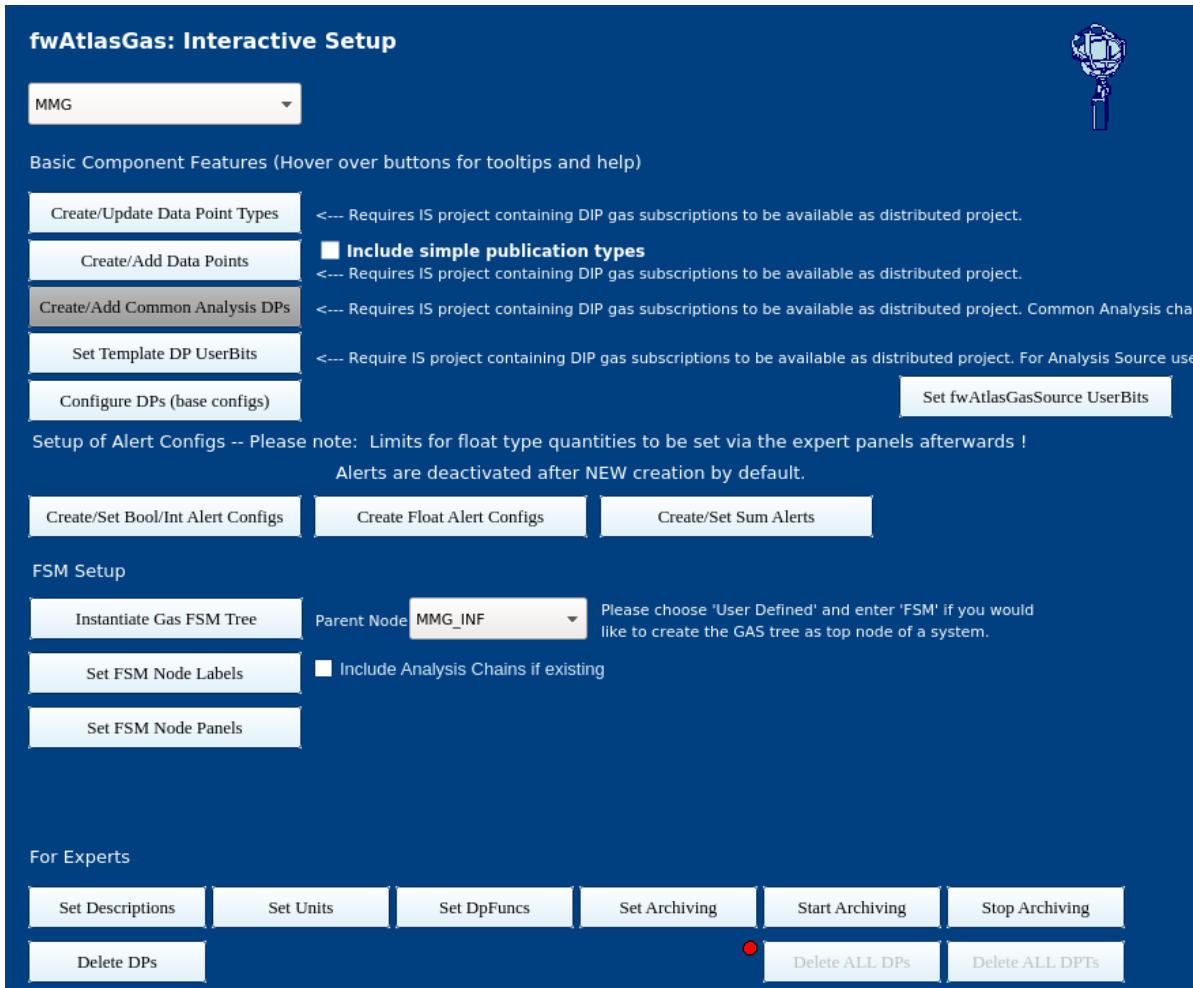 fwAtlasGas: Interactive Setup
MMG
Basic Component Features (Hover over buttons for tooltips and help)
Create/Update Data Point Types
<--- Requires IS project containing DIP gas subscriptions to be available as distributed project.
Include simple publication types
Create/Add Data Points
<--- Requires IS project containing DIP gas subscriptions to be available as distributed project.
Create/Add Common Analysis DPs
<--- Requires IS project containing DIP gas subscriptions to be available as distributed project. Common Analysis cha
Set Template DP UserBits
<--- Require IS project containing DIP gas subscriptions to be available as distributed project. For Analysis Source use
Configure DPs (base configs)
Set fwAtlasGasSource UserBits
Setup of Alert Configs -- Please note: Limits for float type quantities to be set via the expert panels afterwards !
Alerts are deactivated after NEW creation by default.
Create/Set Bool/Int Alert Configs
Create Float Alert Configs
Create/Set Sum Alerts
FSM Setup
Instantiate Gas FSM Tree
Parent Node
MMG_INF
Please choose 'User Defined' and enter 'FSM' if you would
like to create the GAS tree as top node of a system.
Set FSM Node Labels
Include Analysis Chains if existing
Set FSM Node Panels
For Experts
Set Descriptions
Set Units
Set DpFuncs
Set Archiving
Start Archiving
Stop Archiving
Delete DPs
Delete ALL DPs
Delete ALL DPTs